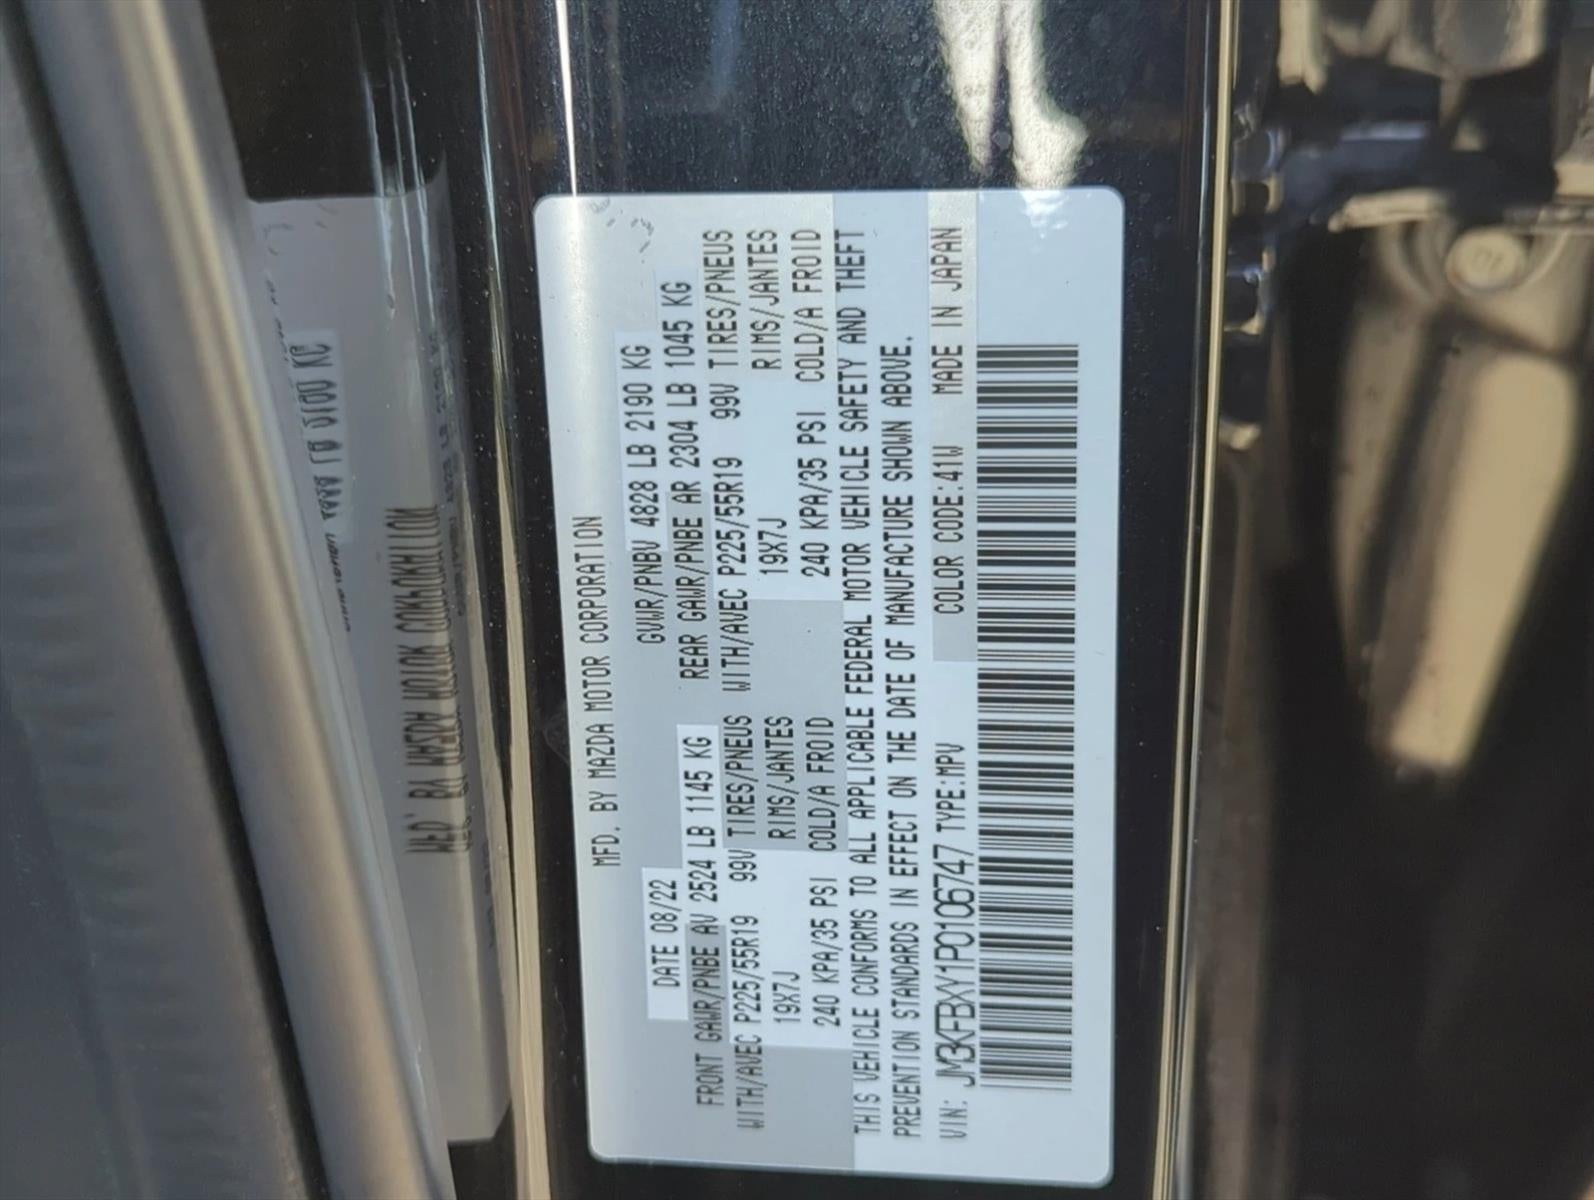 MFD. BY MAZDA MOTOR CORPORATION
DATE 08/22 GVWR/PNBV 4828 LB 2190 KG
FRONT GAWR/PNBE AV 2524 LB 1145 KG REAR GAWR/PNBE AR 2304 LB 1045 KG
WITH/AVEC P225/55R19 99V TIRES/PNEUS WITH/AVEC P225/55R19 99V TIRES/PNEUS
19X7J RIMS/JANTES 19X7J RIMS/JANTES
240 KPA/35 PSI COLD/A FROID 240 KPA/35 PSI COLD/A FROID
THIS VEHICLE CONFORMS TO ALL APPLICABLE FEDERAL MOTOR VEHICLE SAFETY AND THEFT
PREVENTION STANDARDS IN EFFECT ON THE DATE OF MANUFACTURE SHOWN ABOVE.
VIN: JM3KFBXY1P0106747 TYPE:MPV COLOR CODE:41W MADE IN JAPAN